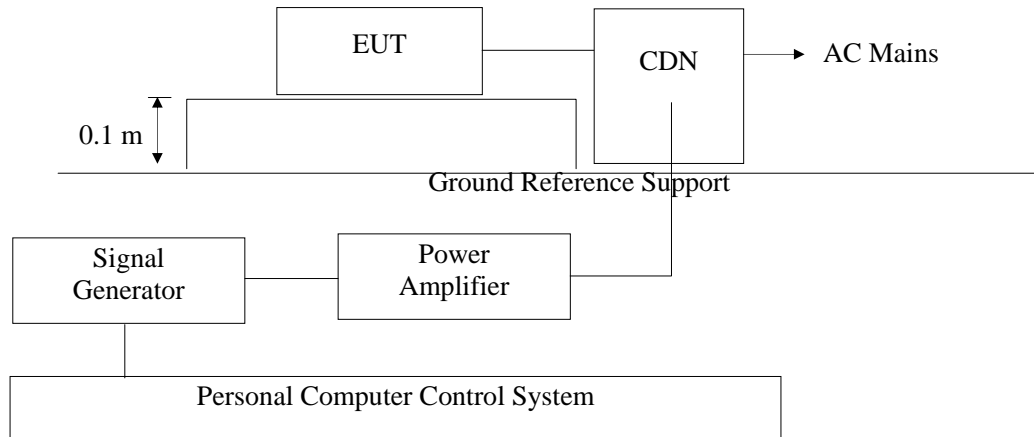 EUT
CDN
AC Mains
0.1 m
Ground Reference Support
Signal
Generator
Power
Amplifier
Personal Computer Control System